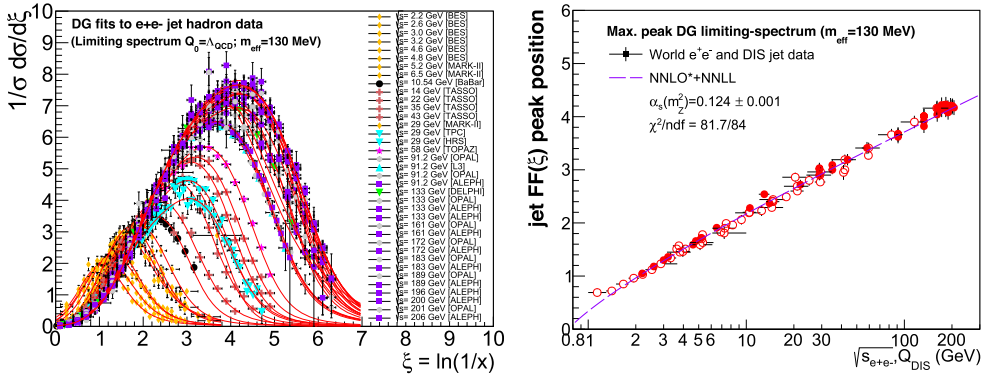 DG fits to e+e- jet hadron data
(Limiting spectrum Q0=ΛQCD; meff=130 MeV)
1/σ dσ/dξ
10
9
8
7
6
5
4
3
2
1
0
0 1 2 3 4 5 6 7 8 9 10
ξ = ln(1/x)
√s= 2.2 GeV [BES]
√s= 2.6 GeV [BES]
√s= 3.0 GeV [BES]
√s= 3.2 GeV [BES]
√s= 4.6 GeV [BES]
√s= 4.8 GeV [BES]
√s= 5.2 GeV [MARK-II]
√s= 6.5 GeV [MARK-II]
√s= 10.54 GeV [BaBar]
√s= 14 GeV [TASSO]
√s= 22 GeV [TASSO]
√s= 35 GeV [TASSO]
√s= 43 GeV [TASSO]
√s= 29 GeV [MARK-II]
√s= 29 GeV [TPC]
√s= 29 GeV [HRS]
√s= 58 GeV [TOPAZ]
√s= 91.2 GeV [OPAL]
√s= 91.2 GeV [L3]
√s= 91.2 GeV [OPAL]
√s= 91.2 GeV [ALEPH]
√s= 133 GeV [DELPHI]
√s= 133 GeV [OPAL]
√s= 133 GeV [ALEPH]
√s= 133 GeV [ALEPH]
√s= 161 GeV [OPAL]
√s= 161 GeV [ALEPH]
√s= 172 GeV [OPAL]
√s= 172 GeV [ALEPH]
√s= 183 GeV [OPAL]
√s= 183 GeV [ALEPH]
√s= 189 GeV [OPAL]
√s= 189 GeV [ALEPH]
√s= 196 GeV [ALEPH]
√s= 200 GeV [ALEPH]
√s= 201 GeV [OPAL]
√s= 206 GeV [ALEPH]
jet FF(ξ) peak position
6
5
4
3
2
1
0
Max. peak DG limiting-spectrum (meff=130 MeV)
World e+e- and DIS jet data
NNLO*+NNLL
αs(m²Z)=0.124 ± 0.001
χ²/ndf = 81.7/84
0.81 2 3 4 5 6 10 20 30 100 200
√se+e-,QDIS (GeV)